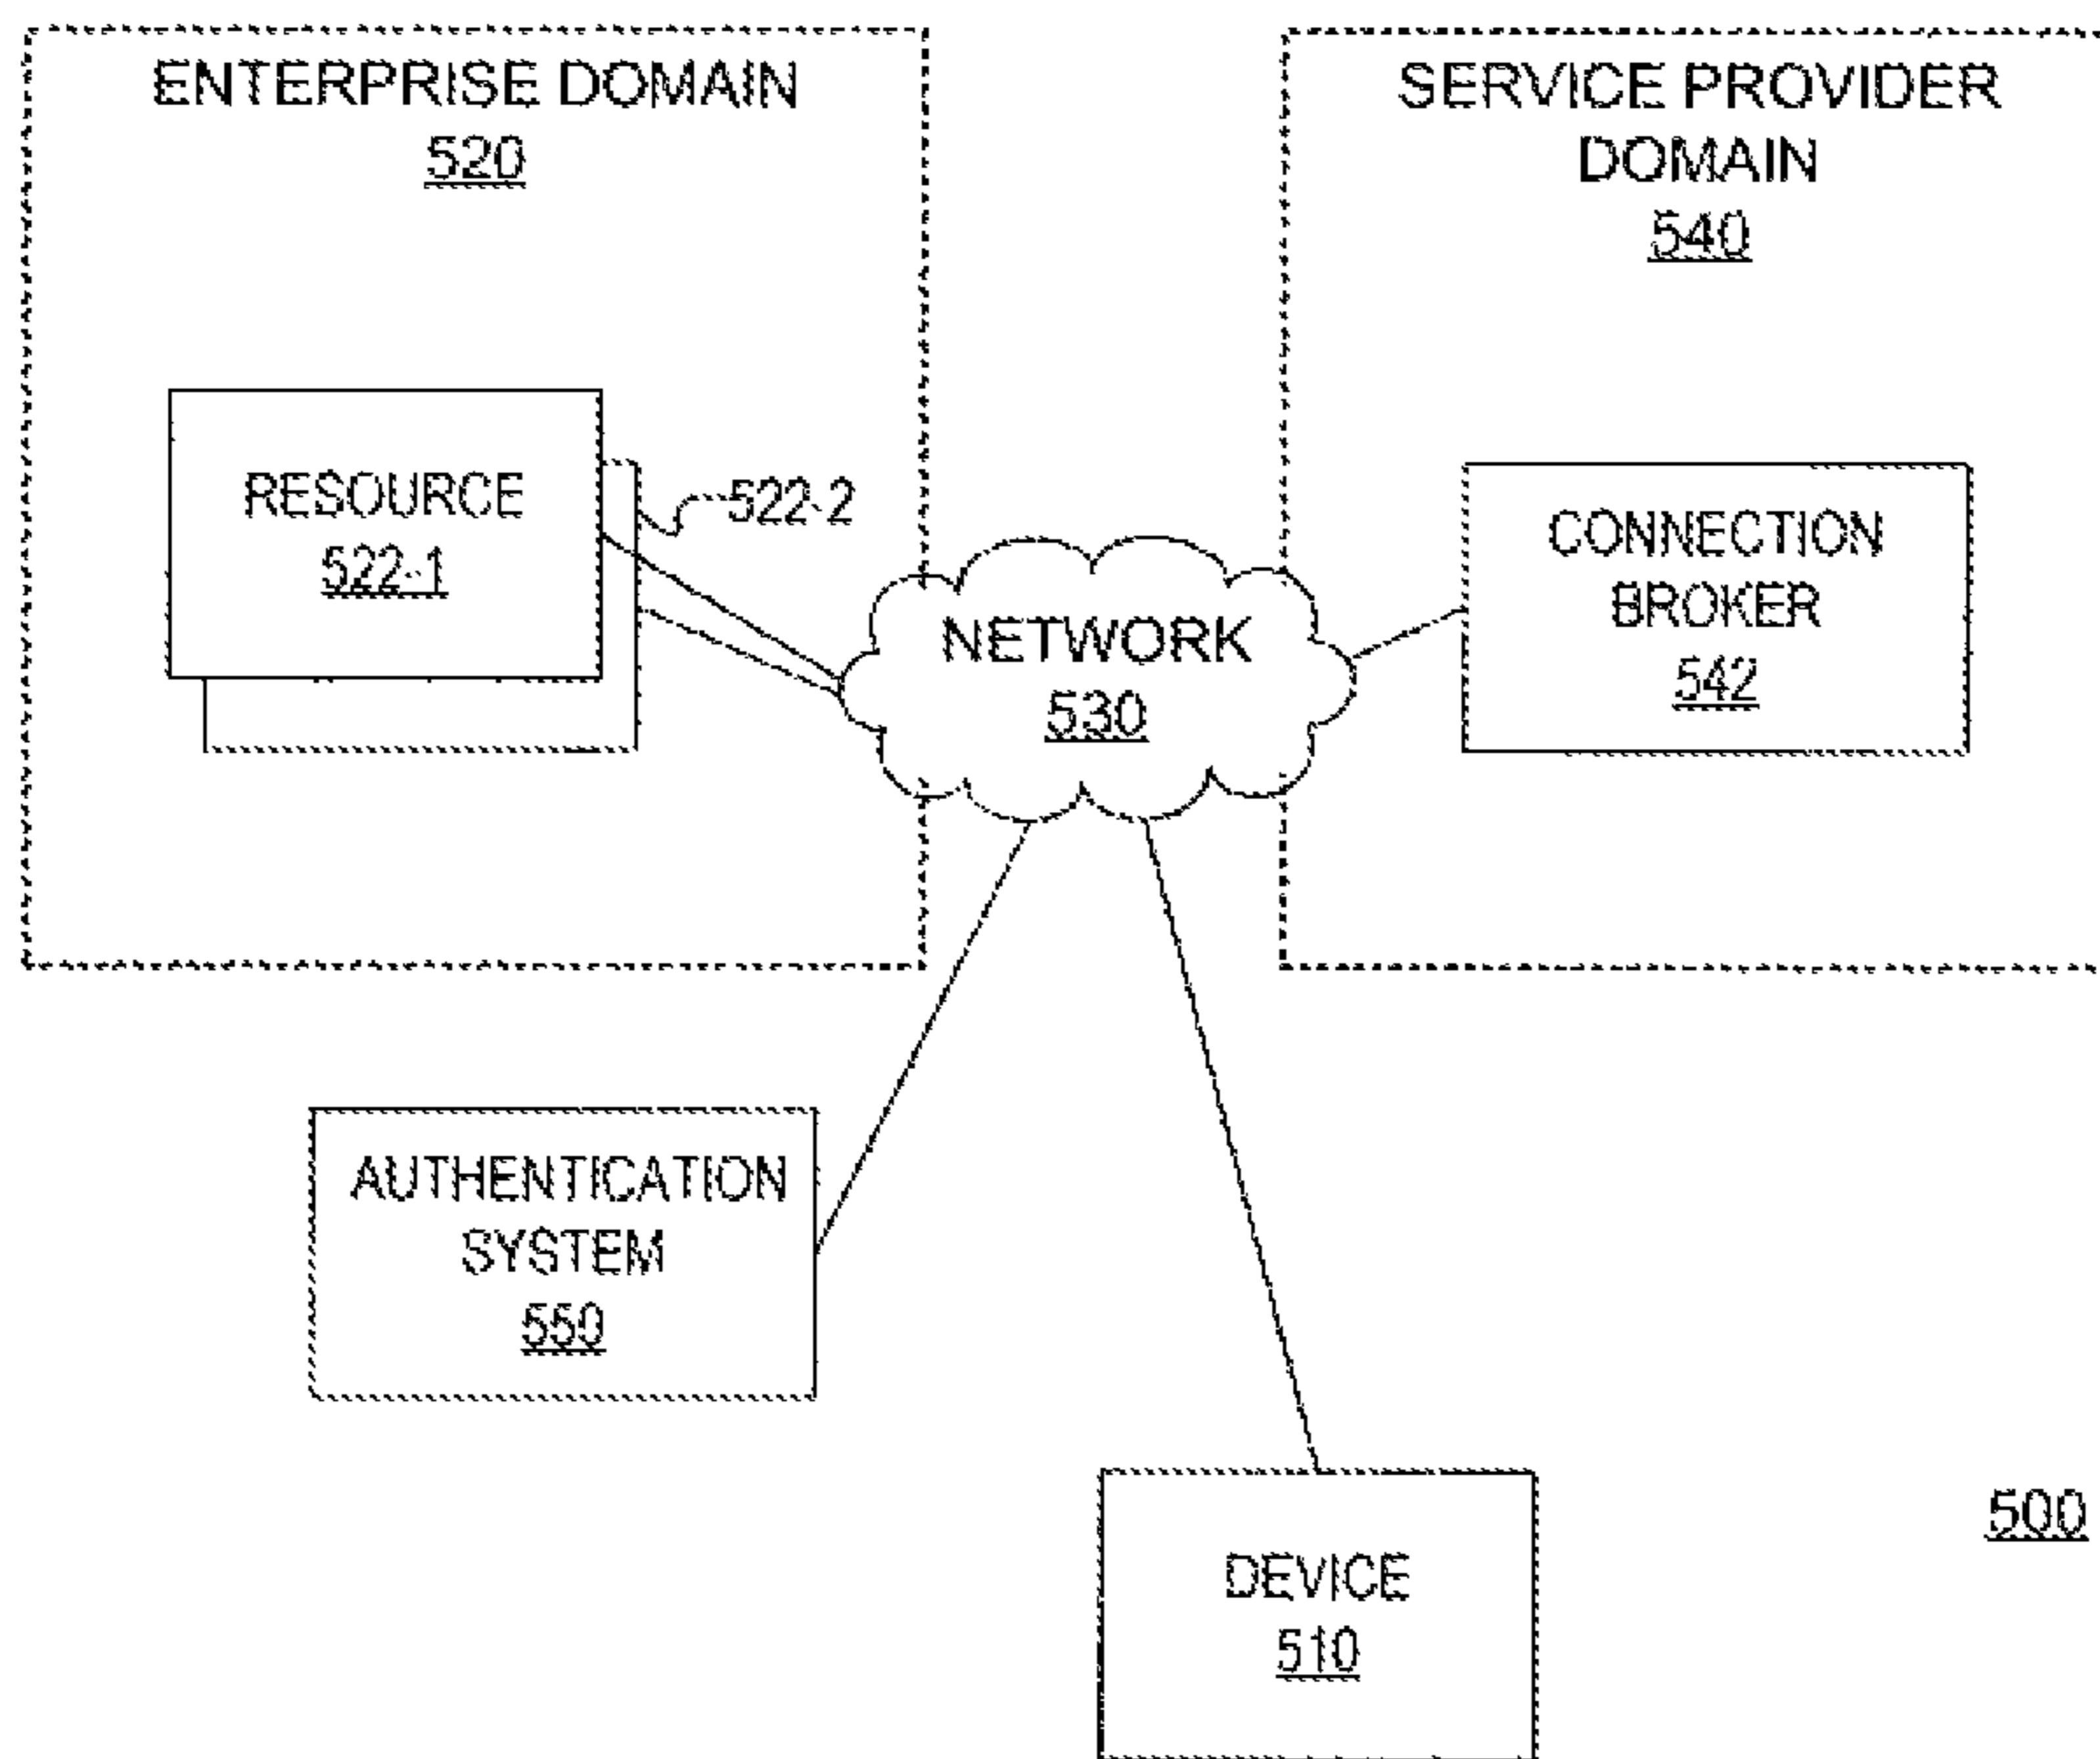 ENTERPRISE DOMAIN
520
SERVICE PROVIDER
DOMAIN
540
RESOURCE
522-1
522-2
NETWORK
530
CONNECTION
BROKER
542
AUTHENTICATION
SYSTEM
550
DEVICE
510
500